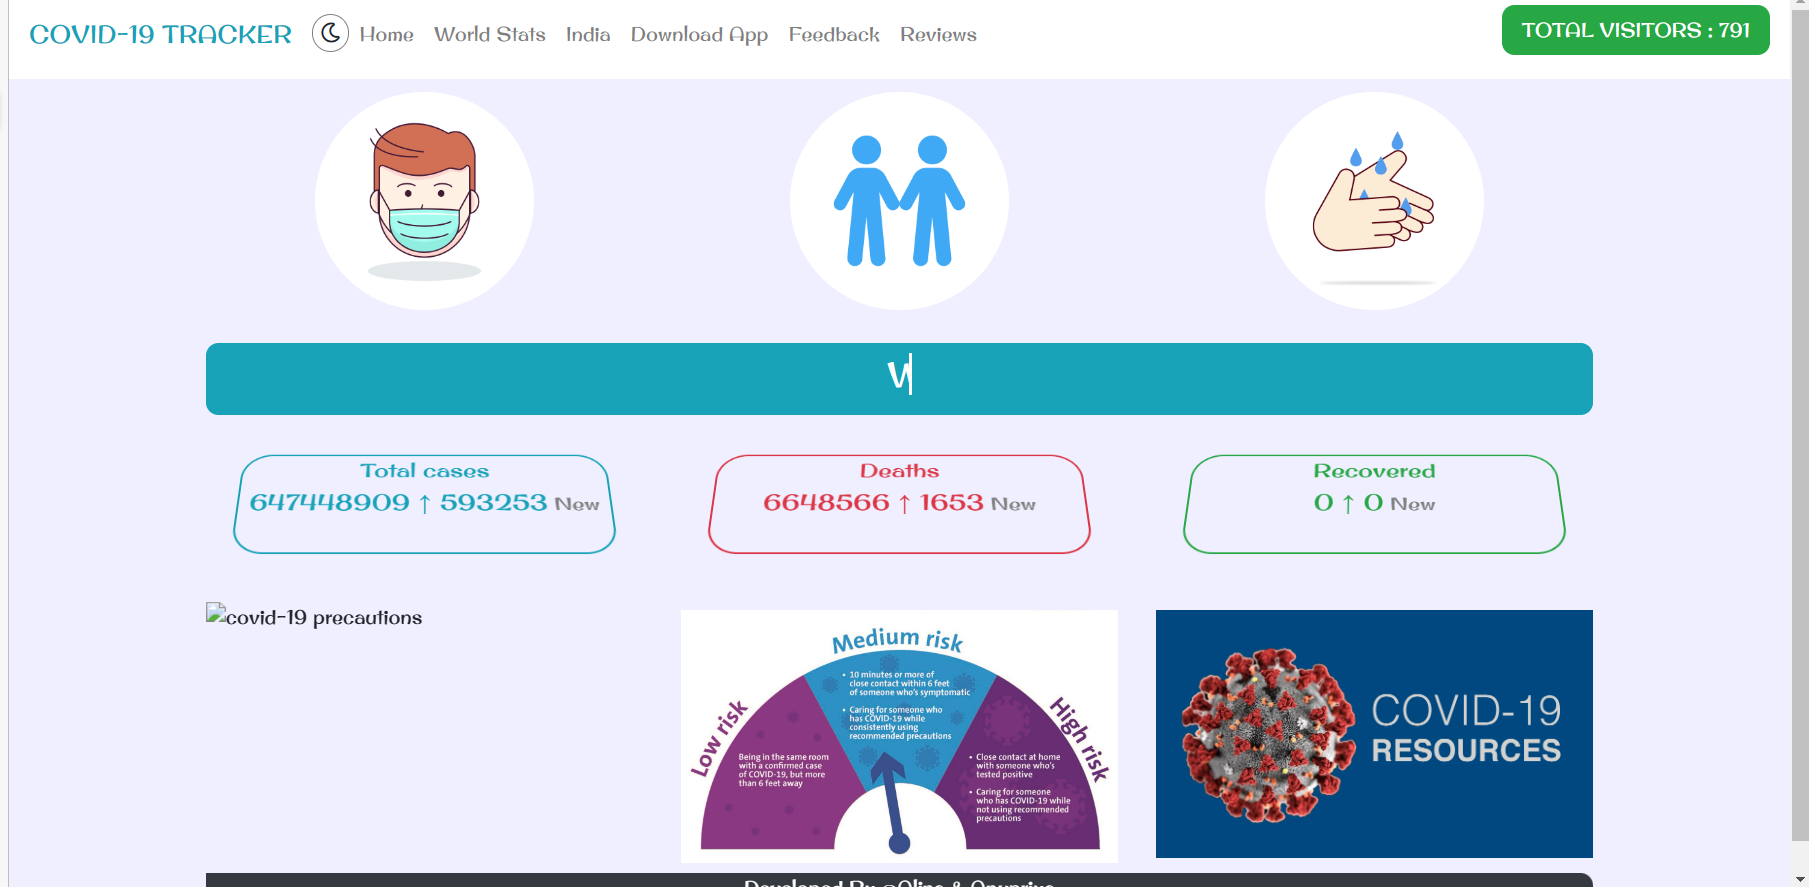 COVID-19 TRACKER Home World Stats India Download App Feedback Reviews TOTAL VISITORS : 791
W
Total cases
647448909 ↑ 593253 New
Deaths
6648566 ↑ 1653 New
Recovered
0 ↑ 0 New
covid-19 precautions
Low risk
Being in the same room
with a confirmed case
of COVID-19, but more
than 6 feet away
Medium risk
• 10 minutes or more of
close contact within 6 feet
of someone who's symptomatic
• Caring for someone who
has COVID-19 while
consistently using
recommended precautions
High risk
• Close contact at home
with someone who's
tested positive
• Caring for someone
who has COVID-19 while
not using recommended
precautions
COVID-19
RESOURCES
Developed By